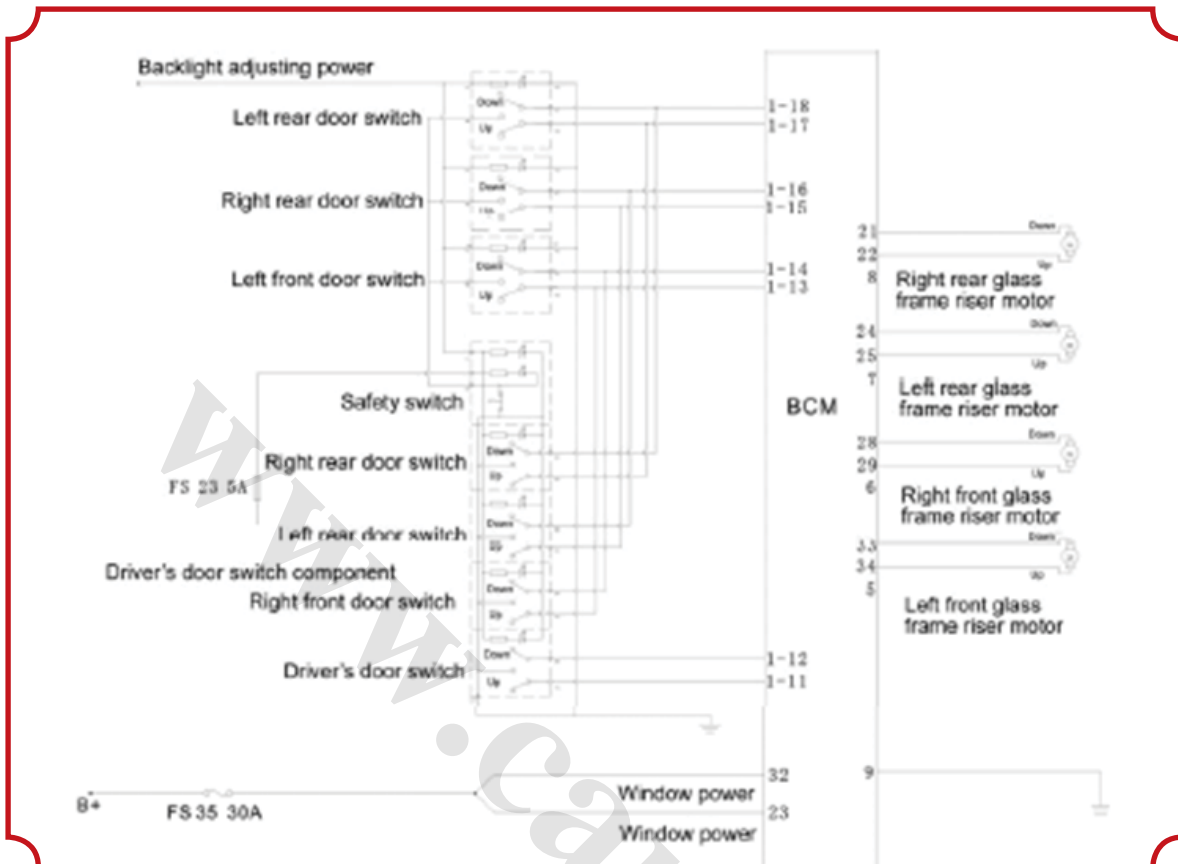 Backlight adjusting power
Down
Left rear door switch
Up
1-18
1-17
Right rear door switch
Down
Up
1-16
1-15
Left front door switch
Down
Up
1-14
1-13
Safety switch
Right rear door switch
Down
Up
FS 23 5A
Left rear door switch
Down
Up
Driver's door switch component
Right front door switch
Down
Up
Driver's door switch
Down
Up
1-12
1-11
BCM
21
Down
22
Up
8
Right rear glass
frame riser motor
24
Down
25
Up
7
Left rear glass
frame riser motor
28
Down
29
Up
6
Right front glass
frame riser motor
33
Down
34
Up
5
Left front glass
frame riser motor
B+
FS 35 30A
32
Window power
23
Window power
9
www.ca